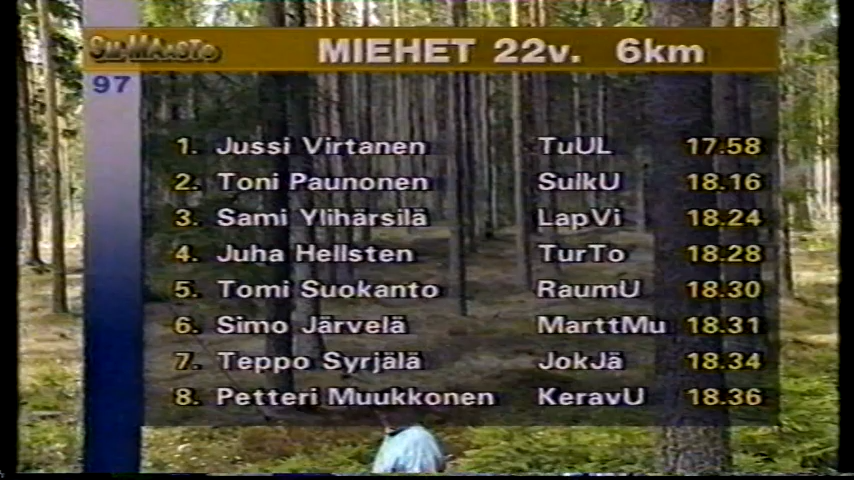 SM-MAASTO MIEHET 22v. 6km
97
1. Jussi Virtanen TuUL 17.58
2. Toni Paunonen SulkU 18.16
3. Sami Ylihärsilä LapVi 18.24
4. Juha Hellsten TurTo 18.28
5. Tomi Suokanto RaumU 18.30
6. Simo Järvelä MarttMu 18.31
7. Teppo Syrjälä JokJä 18.34
8. Petteri Muukkonen KeravU 18.36